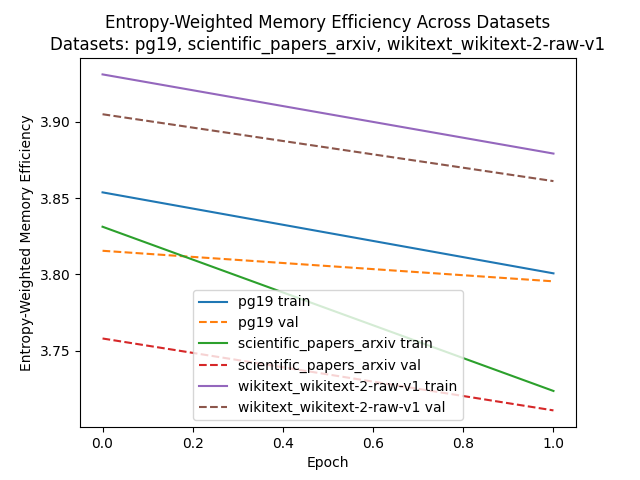 Entropy-Weighted Memory Efficiency Across Datasets
Datasets: pg19, scientific_papers_arxiv, wikitext_wikitext-2-raw-v1
Entropy-Weighted Memory Efficiency
3.90
3.85
3.80
3.75
pg19 train
pg19 val
scientific_papers_arxiv train
scientific_papers_arxiv val
wikitext_wikitext-2-raw-v1 train
wikitext_wikitext-2-raw-v1 val
0.0 0.2 0.4 0.6 0.8 1.0
Epoch